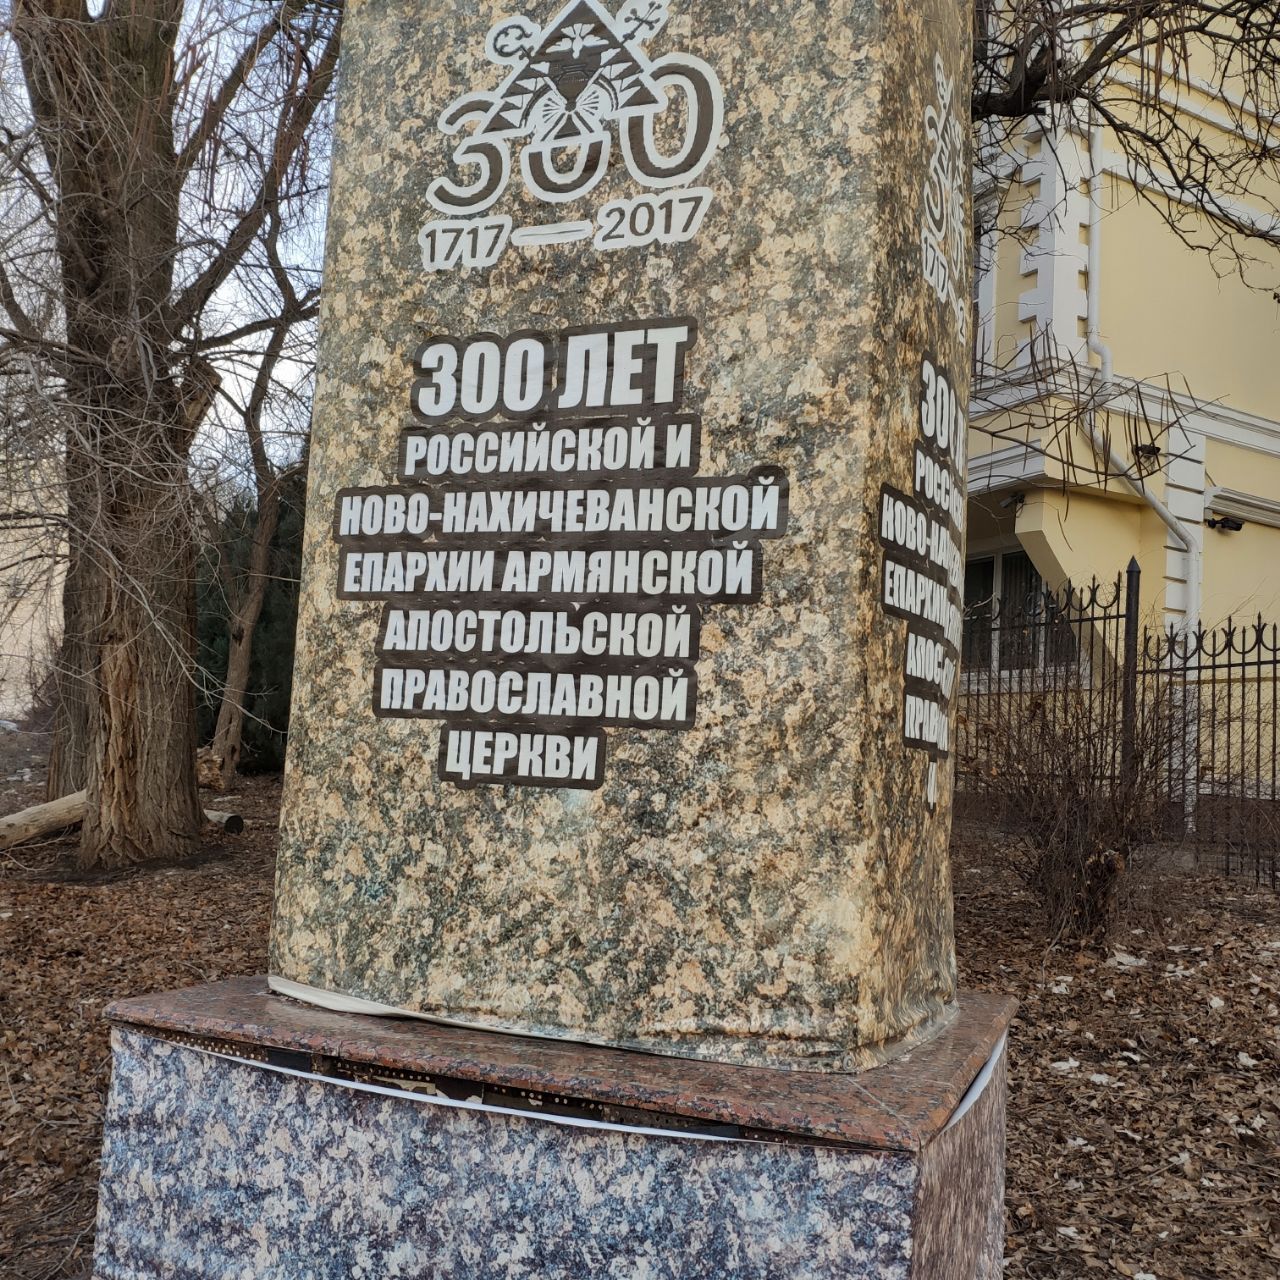 300
1717 — 2017
300 ЛЕТ
РОССИЙСКОЙ И
НОВО-НАХИЧЕВАНСКОЙ
ЕПАРХИИ АРМЯНСКОЙ
АПОСТОЛЬСКОЙ
ПРАВОСЛАВНОЙ
ЦЕРКВИ